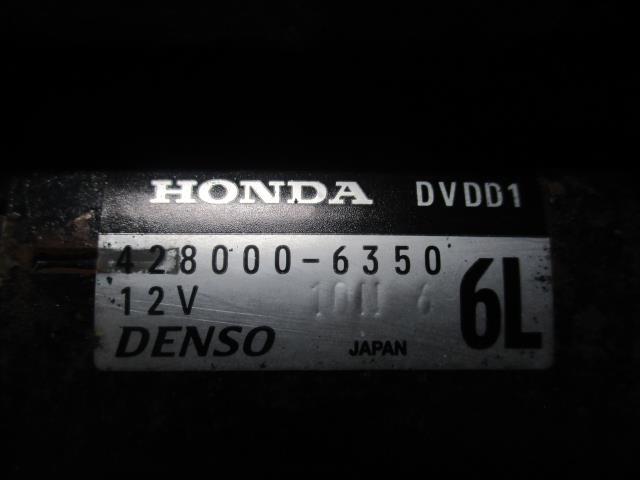 HONDA DVDD1
428000-6350
12V 6L
DENSO JAPAN